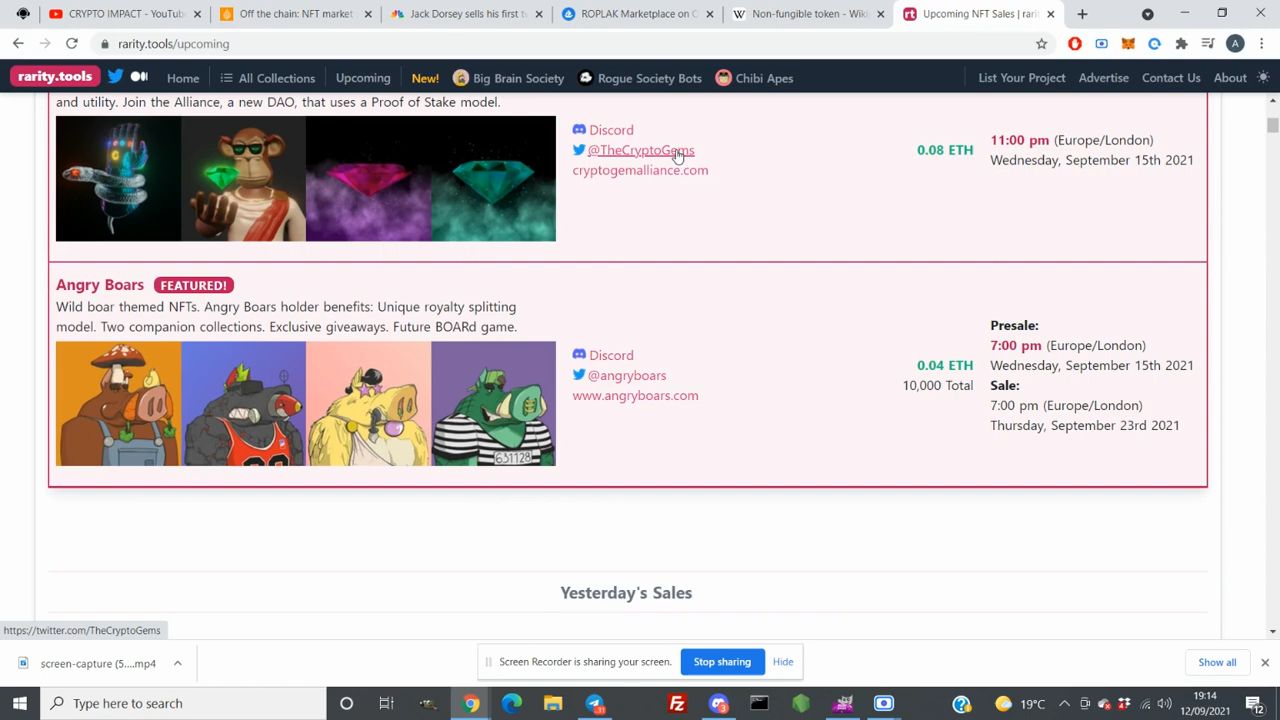 CRYPTO IMPACT - YouTube
Off the chain: NFT market
Jack Dorsey sells his first tw
ROPLAK Marketplace on O
Non-fungible token - Wiki
Upcoming NFT Sales | rari
rarity.tools/upcoming
A
rarity.tools
Home
All Collections
Upcoming
New!
Big Brain Society
Rogue Society Bots
Chibi Apes
List Your Project
Advertise
Contact Us
About
and utility. Join the Alliance, a new DAO, that uses a Proof of Stake model.
Discord
@TheCryptoGems
cryptogemalliance.com
0.08 ETH
11:00 pm (Europe/London)
Wednesday, September 15th 2021
Angry Boars FEATURED!
Wild boar themed NFTs. Angry Boars holder benefits: Unique royalty splitting
model. Two companion collections. Exclusive giveaways. Future BOARd game.
631128
Discord
@angryboars
www.angryboars.com
0.04 ETH
10,000 Total
Presale:
7:00 pm (Europe/London)
Wednesday, September 15th 2021
Sale:
7:00 pm (Europe/London)
Thursday, September 23rd 2021
Yesterday's Sales
https://twitter.com/TheCryptoGems
screen-capture (5....mp4
Screen Recorder is sharing your screen.
Stop sharing
Hide
Show all
Type here to search
19°C
19:14
12/09/2021